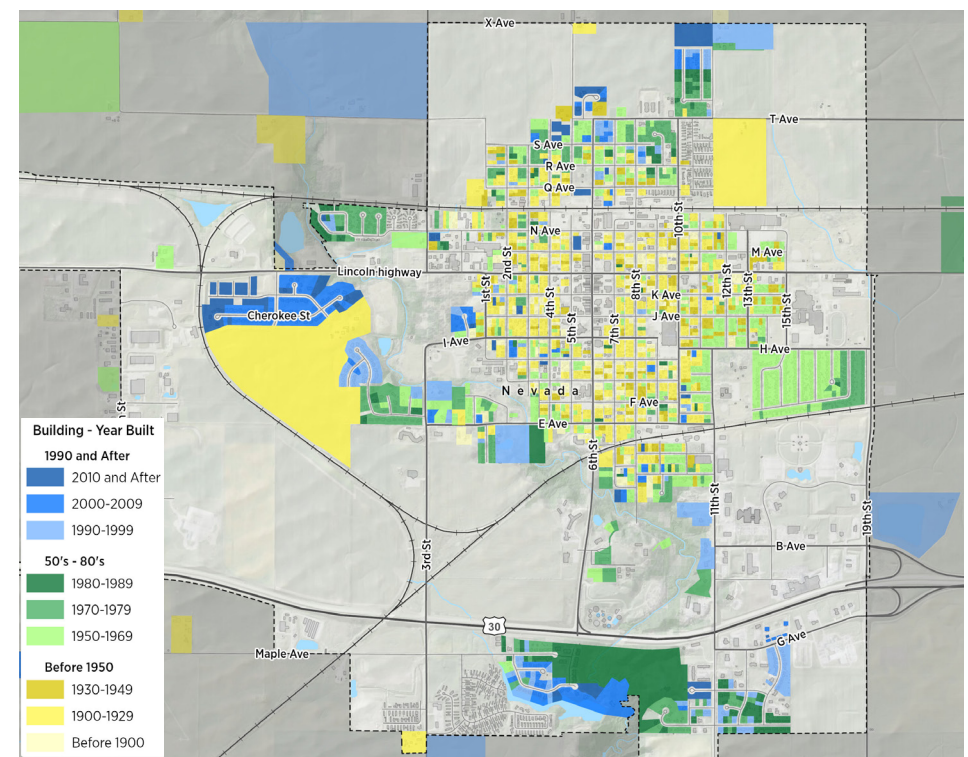 X Ave
T Ave
S Ave
R Ave
Q Ave
10th St
N Ave
M Ave
2nd St
Lincoln highway
12th St
13th St
8th St
1st St
4th St
K Ave
15th St
Cherokee St
5th St
7th St
J Ave
I Ave
H Ave
Nevada
F Ave
St
E Ave
6th St
11th St
19th St
3rd St
B Ave
30
G Ave
Maple Ave
Building - Year Built
1990 and After
2010 and After
2000-2009
1990-1999
50's - 80's
1980-1989
1970-1979
1950-1969
Before 1950
1930-1949
1900-1929
Before 1900